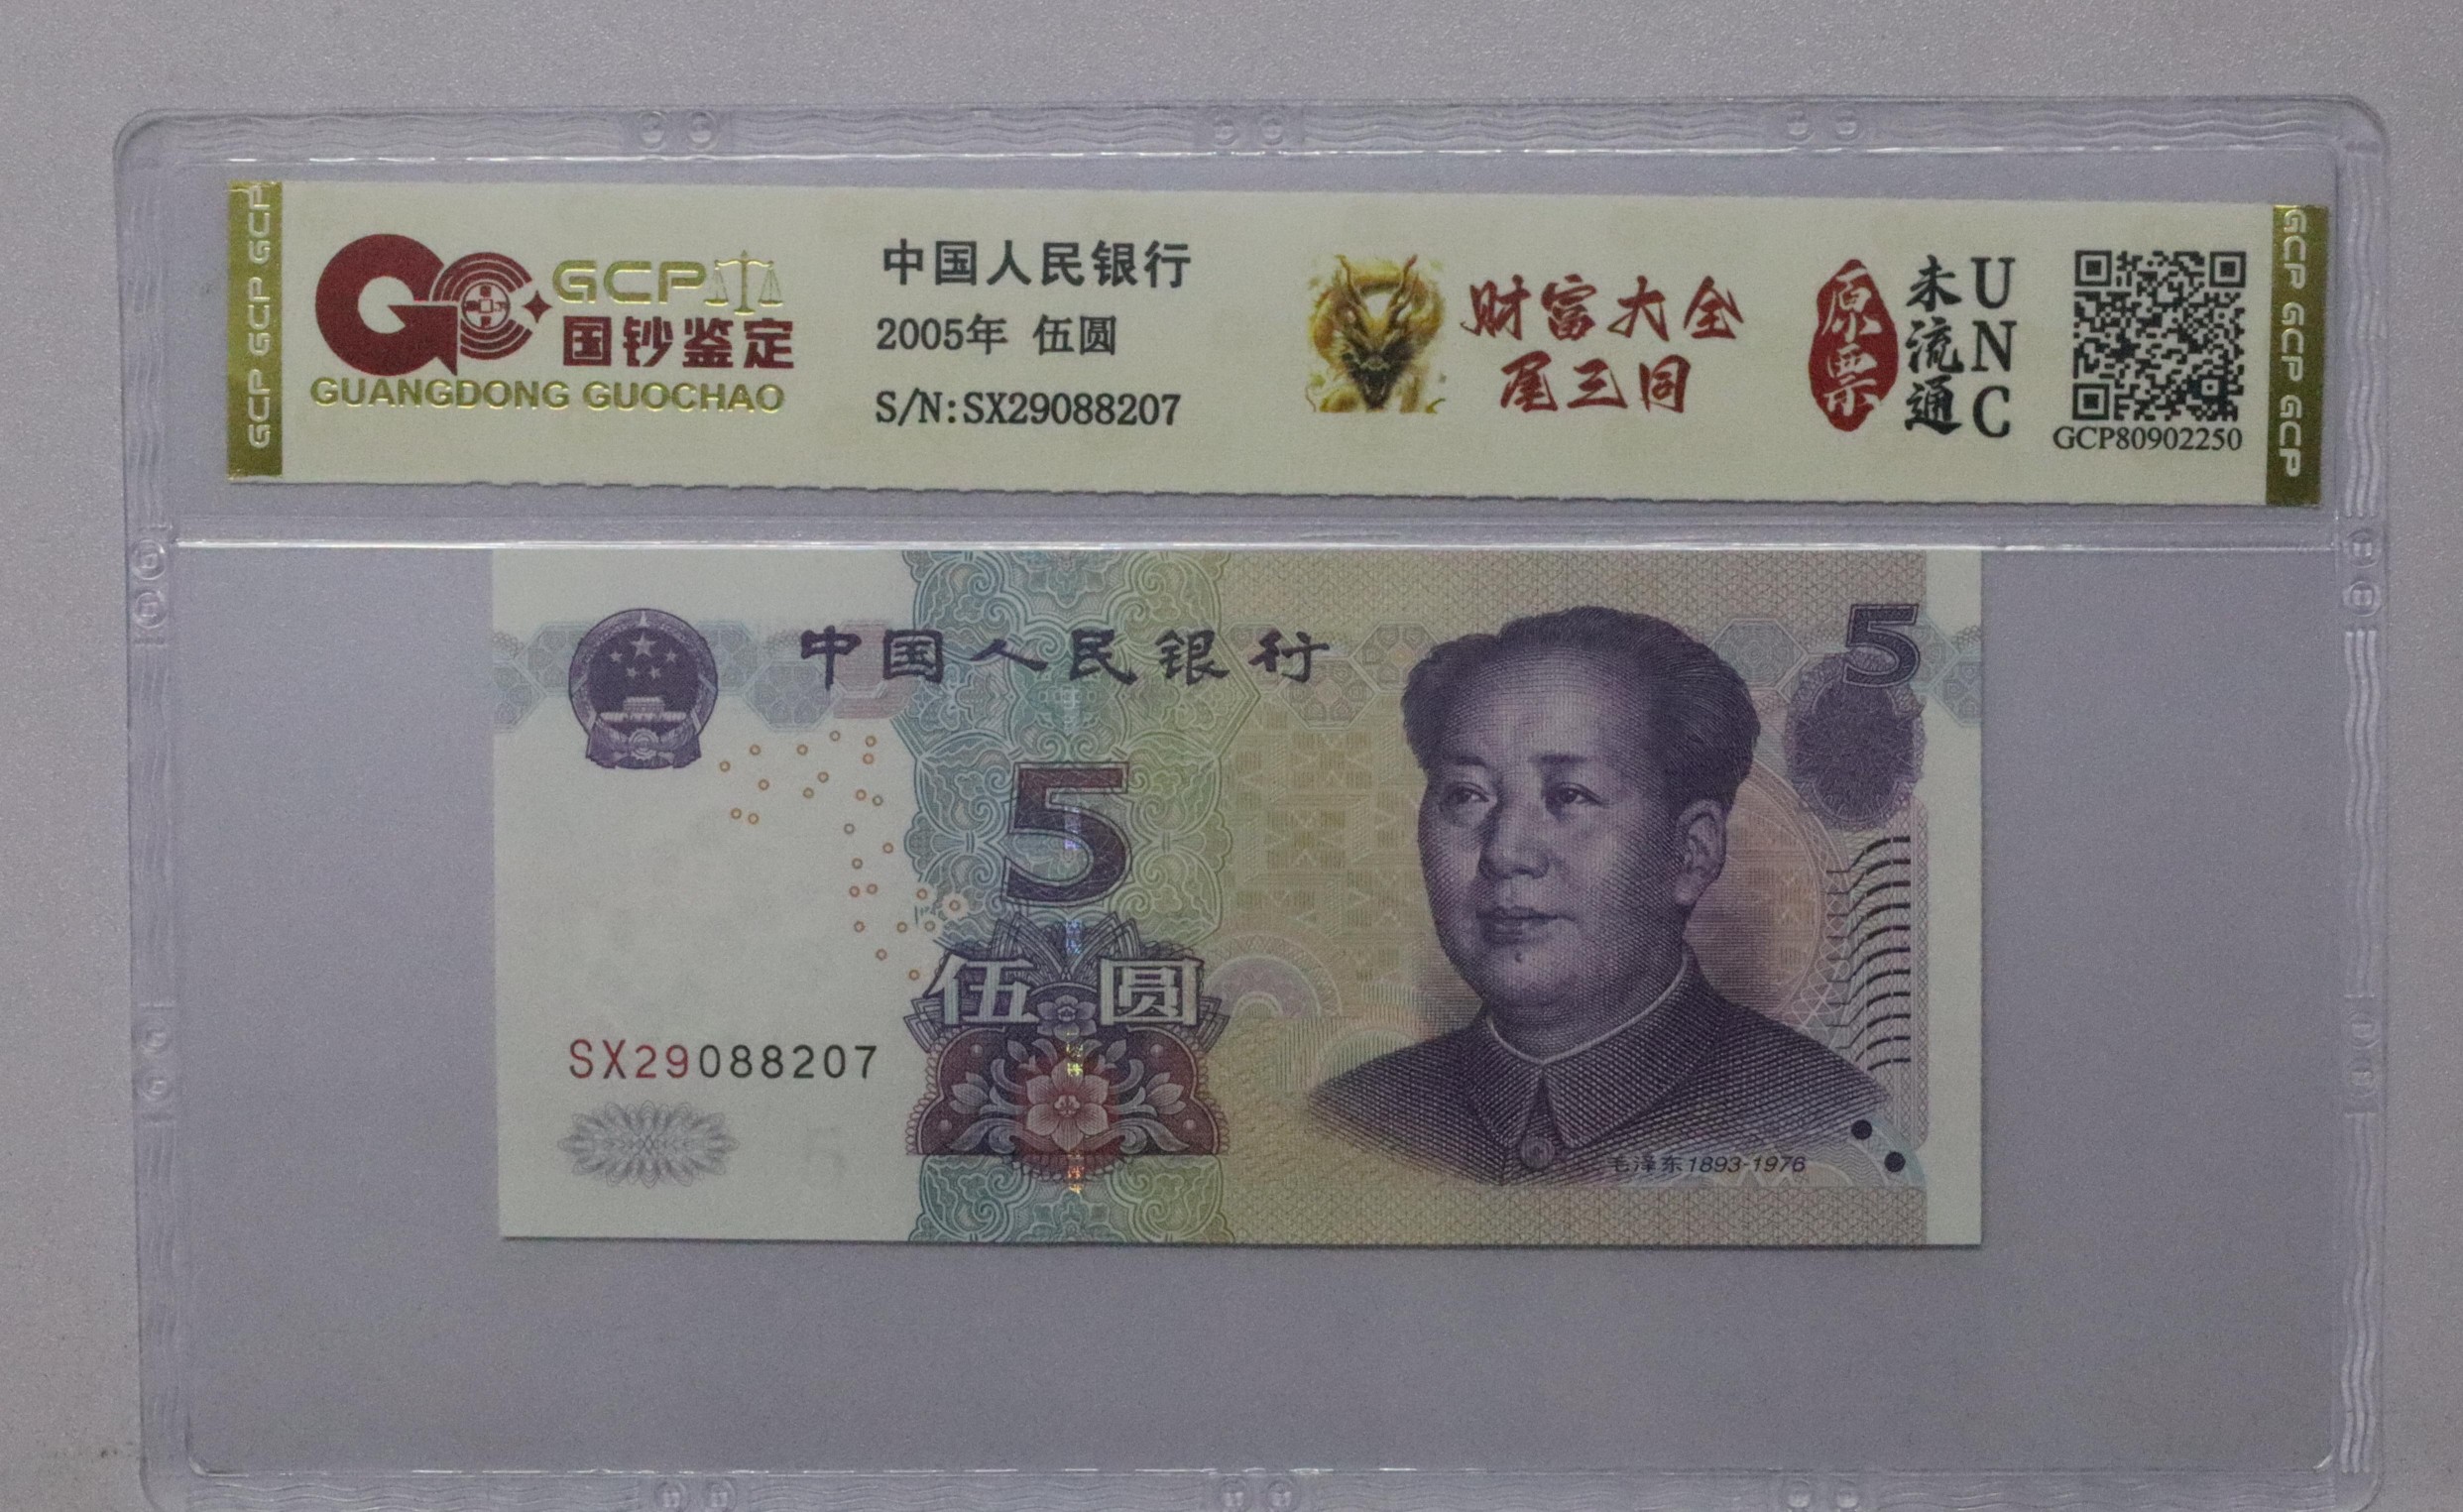 GCP GCP GCP
GCP
国钞鉴定
GUANGDONG GUOCHAO
中国人民银行
2005年 伍圆
S/N:SX29088207
财富大全
尾三同
原票
未流通
UNC
GCP80902250
GCP GCP GCP GCP
中国人民银行
5
5
伍圆
SX29088207
5
毛泽东1893-1976